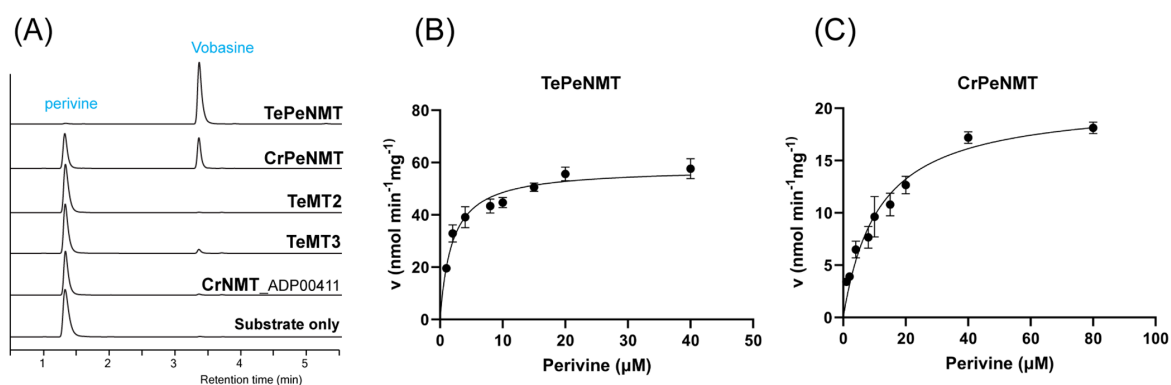 (A)
Vobasine
perivine
TePeNMT
CrPeNMT
TeMT2
TeMT3
CrNMT_ADP00411
Substrate only
1 2 3 4 5
Retention time (min)
(B)
TePeNMT
v (nmol min⁻¹mg⁻¹)
80
60
40
20
0
0 10 20 30 40 50
Perivine (µM)
(C)
CrPeNMT
v (nmol min⁻¹mg⁻¹)
20
15
10
5
0
0 20 40 60 80 100
Perivine (µM)